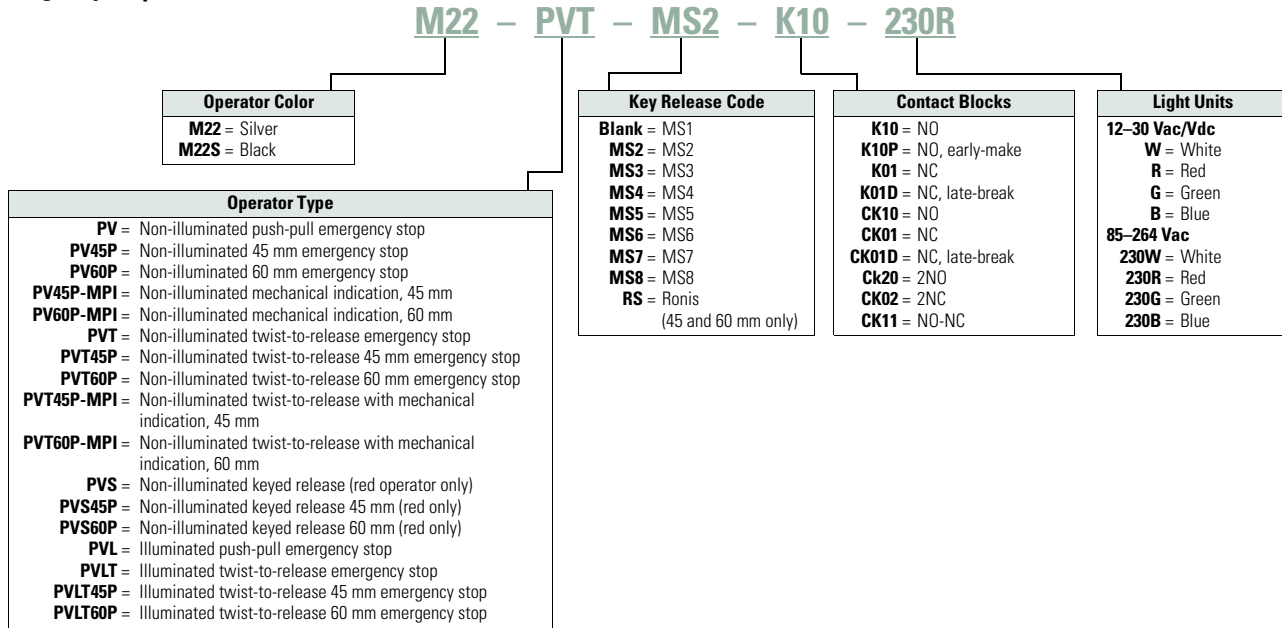 M22 – PVT – MS2 – K10 – 230R
Operator Color
M22 = Silver
M22S = Black
Operator Type
PV = Non-illuminated push-pull emergency stop
PV45P = Non-illuminated 45 mm emergency stop
PV60P = Non-illuminated 60 mm emergency stop
PV45P-MPI = Non-illuminated mechanical indication, 45 mm
PV60P-MPI = Non-illuminated mechanical indication, 60 mm
PVT = Non-illuminated twist-to-release emergency stop
PVT45P = Non-illuminated twist-to-release 45 mm emergency stop
PVT60P = Non-illuminated twist-to-release 60 mm emergency stop
PVT45P-MPI = Non-illuminated twist-to-release with mechanical
indication, 45 mm
PVT60P-MPI = Non-illuminated twist-to-release with mechanical
indication, 60 mm
PVS = Non-illuminated keyed release (red operator only)
PVS45P = Non-illuminated keyed release 45 mm (red only)
PVS60P = Non-illuminated keyed release 60 mm (red only)
PVL = Illuminated push-pull emergency stop
PVLT = Illuminated twist-to-release emergency stop
PVLT45P = Illuminated twist-to-release 45 mm emergency stop
PVLT60P = Illuminated twist-to-release 60 mm emergency stop
Key Release Code
Blank = MS1
MS2 = MS2
MS3 = MS3
MS4 = MS4
MS5 = MS5
MS6 = MS6
MS7 = MS7
MS8 = MS8
RS = Ronis
(45 and 60 mm only)
Contact Blocks
K10 = NO
K10P = NO, early-make
K01 = NC
K01D = NC, late-break
CK10 = NO
CK01 = NC
CK01D = NC, late-break
Ck20 = 2NO
CK02 = 2NC
CK11 = NO-NC
Light Units
12–30 Vac/Vdc
W = White
R = Red
G = Green
B = Blue
85–264 Vac
230W = White
230R = Red
230G = Green
230B = Blue